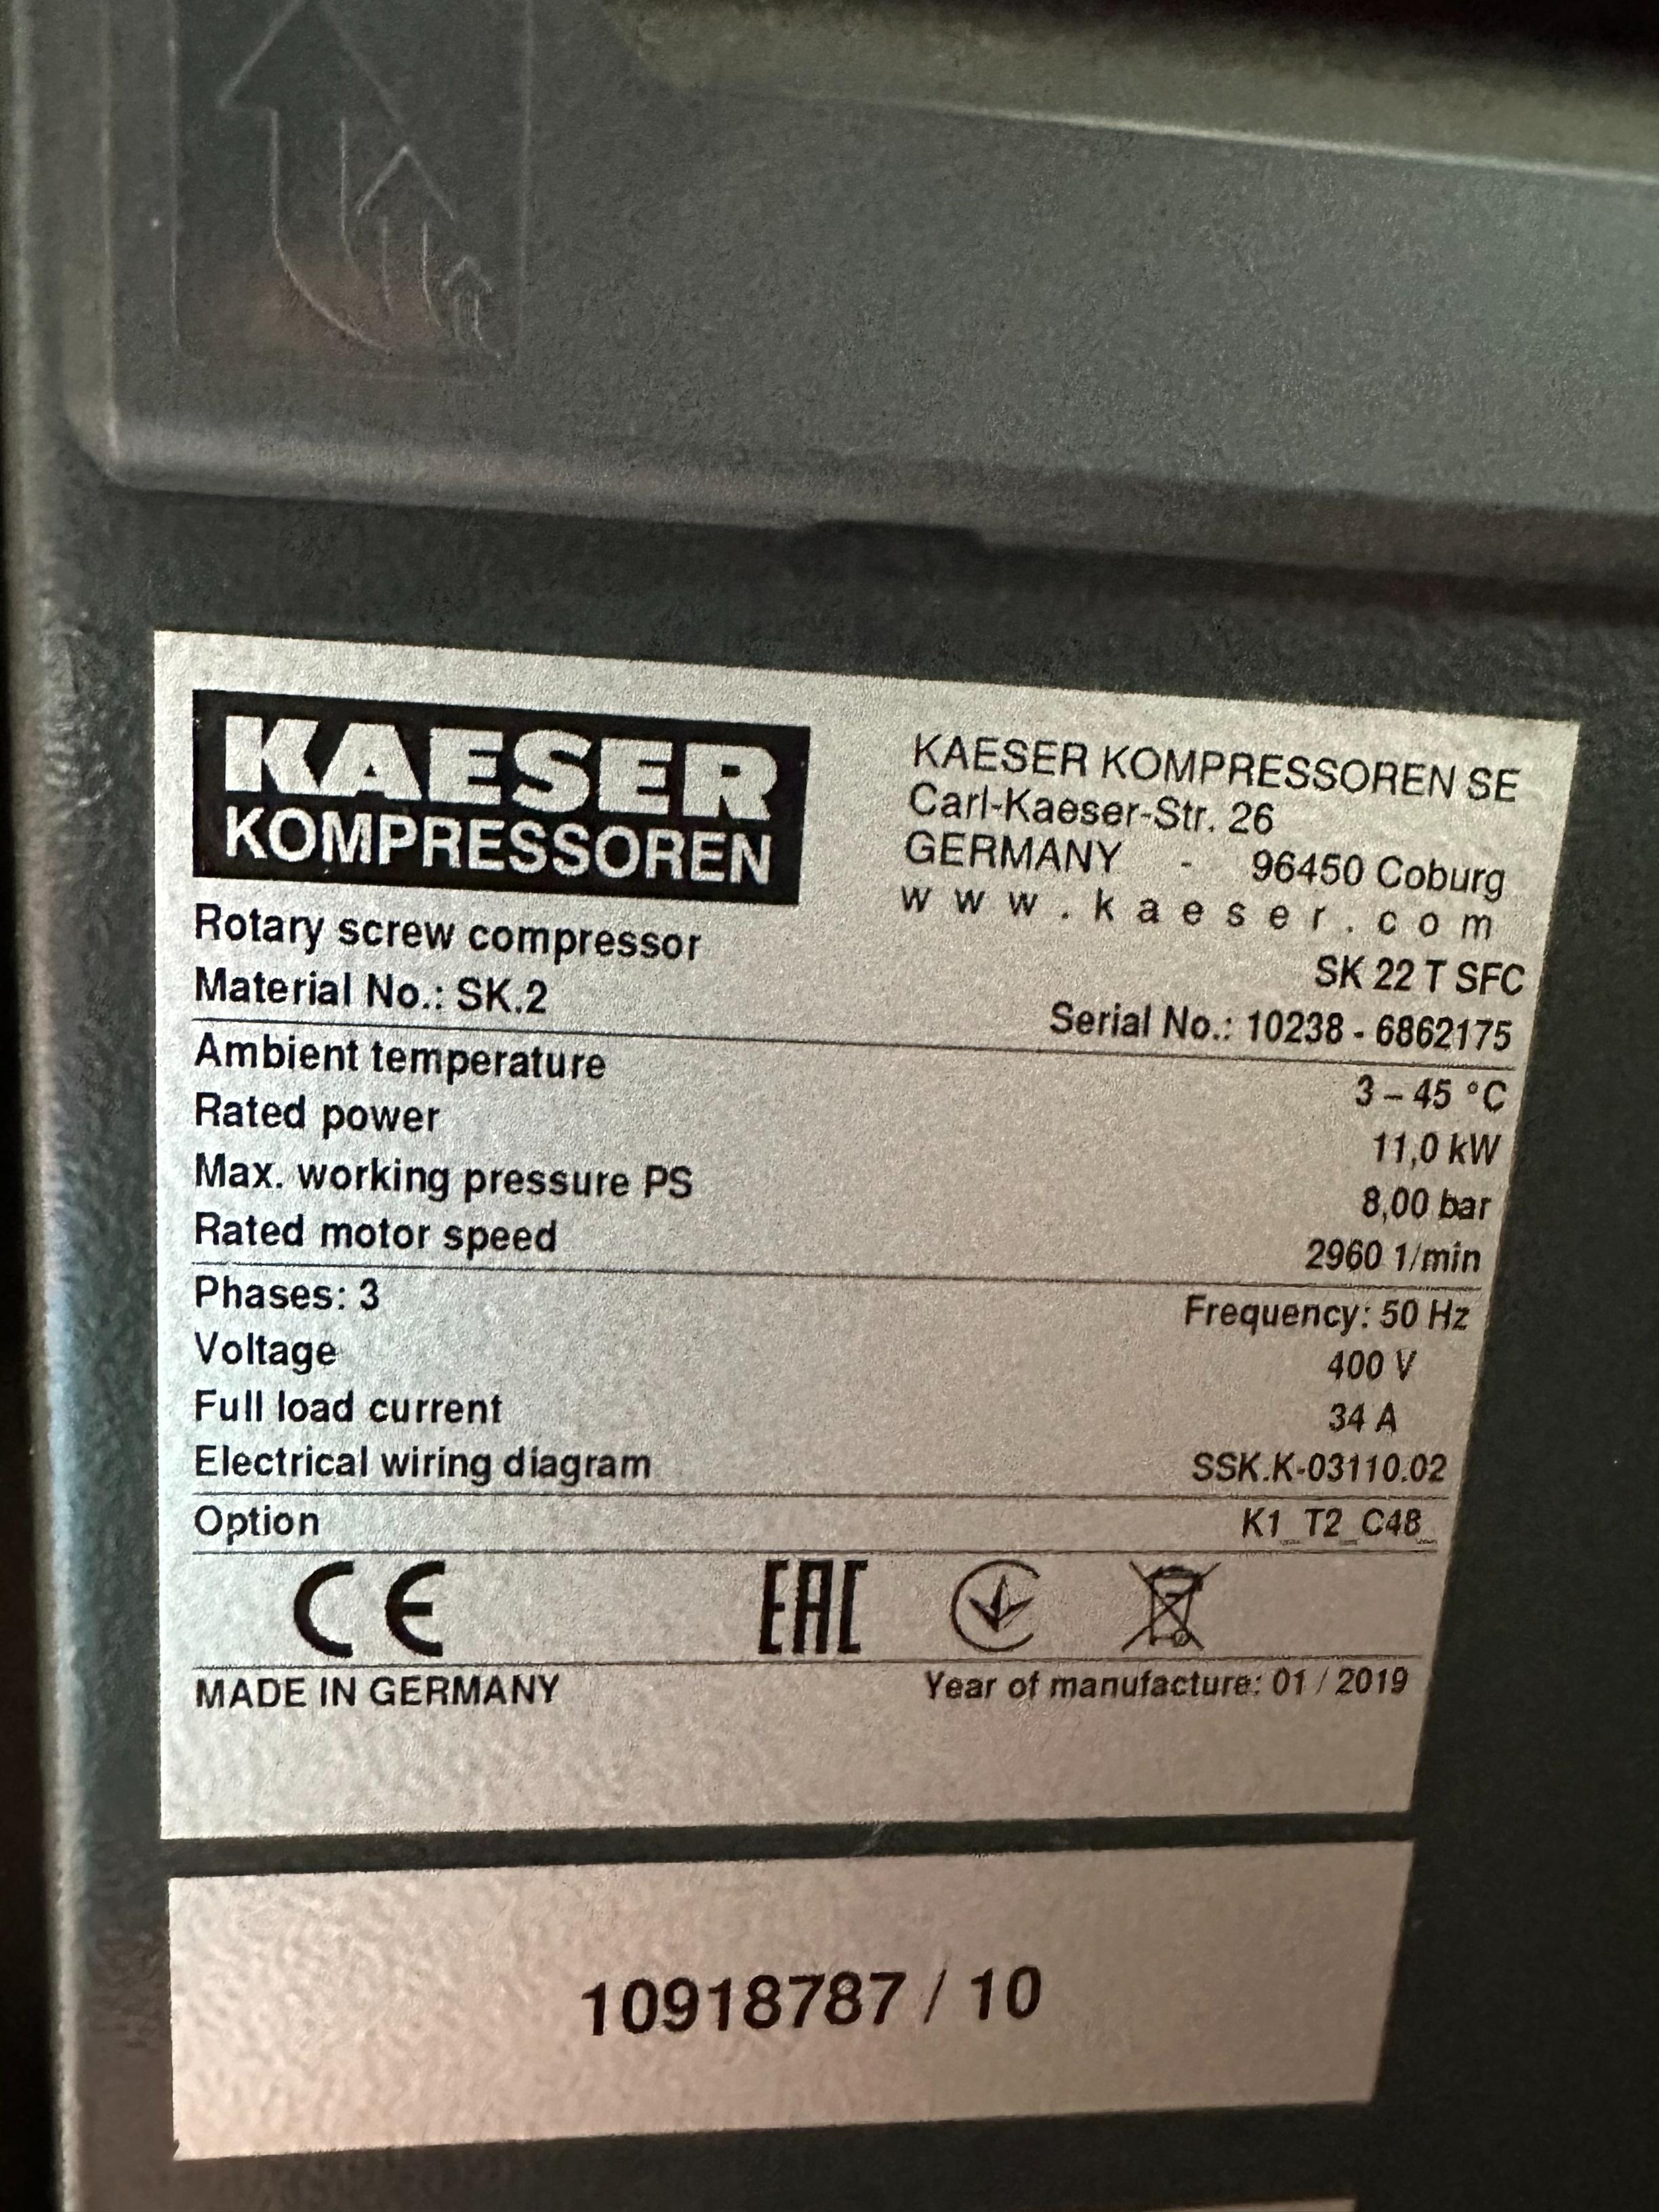 KAESER
KOMPRESSOREN
KAESER KOMPRESSOREN SE
Carl-Kaeser-Str. 26
GERMANY - 96450 Coburg
www.kaeser.com
Rotary screw compressor SK 22 T SFC
Material No.: SK.2 Serial No.: 10238 - 6862175
Ambient temperature 3 – 45 °C
Rated power 11,0 kW
Max. working pressure PS 8,00 bar
Rated motor speed 2960 1/min
Phases: 3 Frequency: 50 Hz
Voltage 400 V
Full load current 34 A
Electrical wiring diagram SSK.K-03110.02
Option K1_T2_C48_
CE EAC
MADE IN GERMANY Year of manufacture: 01 / 2019
10918787 / 10